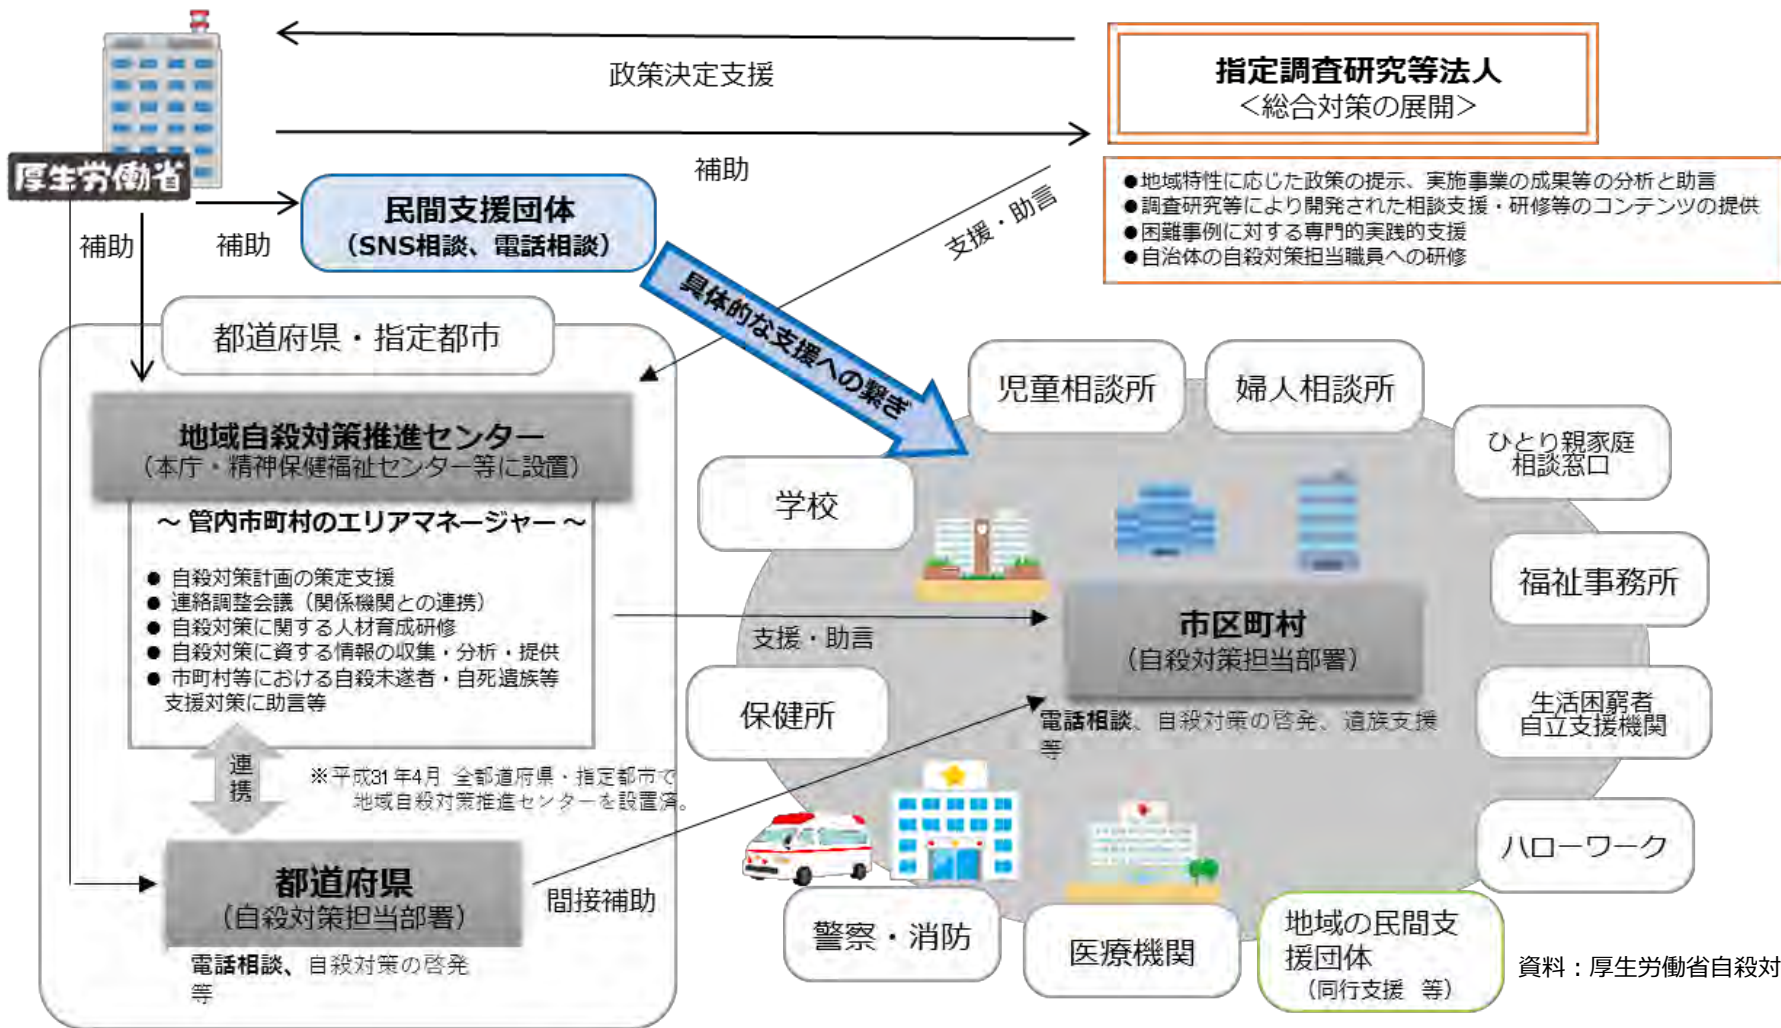 政策決定支援
指定調査研究等法人
＜総合対策の展開＞
厚生労働省
補助
●地域特性に応じた政策の提示、実施事業の成果等の分析と助言
●調査研究等により開発された相談支援・研修等のコンテンツの提供
●困難事例に対する専門的実践的支援
●自治体の自殺対策担当職員への研修
補助
補助
民間支援団体
（SNS相談、電話相談）
支援・助言
具体的な支援への繋ぎ
都道府県・指定都市
地域自殺対策推進センター
（本庁・精神保健福祉センター等に設置）
～ 管内市町村のエリアマネージャー ～
● 自殺対策計画の策定支援
● 連絡調整会議（関係機関との連携）
● 自殺対策に関する人材育成研修
● 自殺対策に資する情報の収集・分析・提供
● 市町村等における自殺未遂者・自死遺族等
支援対策に助言等
連携
※平成31年4月 全都道府県・指定都市で
地域自殺対策推進センターを設置済。
都道府県
（自殺対策担当部署）
電話相談、自殺対策の啓発
等
支援・助言
間接補助
児童相談所
婦人相談所
ひとり親家庭
相談窓口
学校
福祉事務所
市区町村
（自殺対策担当部署）
電話相談、自殺対策の啓発、遺族支援
等
保健所
生活困窮者
自立支援機関
ハローワーク
警察・消防
医療機関
地域の民間支
援団体
（同行支援 等）
資料：厚生労働省自殺対